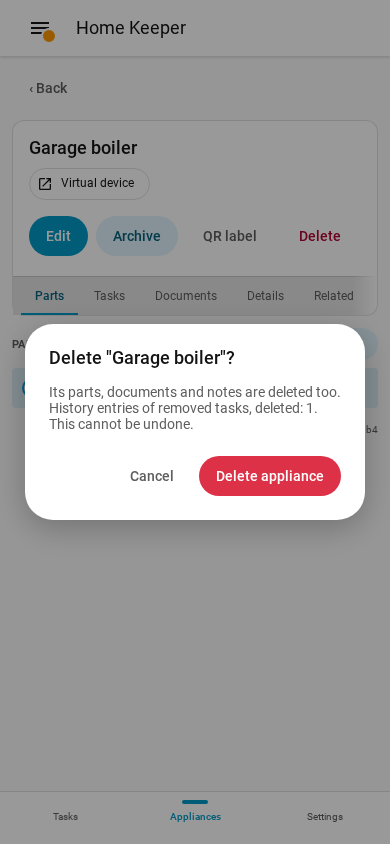 Home Keeper
‹ Back
Garage boiler
Virtual device
Edit
Archive
QR label
Delete
Parts
Tasks
Documents
Details
Related
PA
b4
Delete "Garage boiler"?
Its parts, documents and notes are deleted too.
History entries of removed tasks, deleted: 1.
This cannot be undone.
Cancel
Delete appliance
Tasks
Appliances
Settings